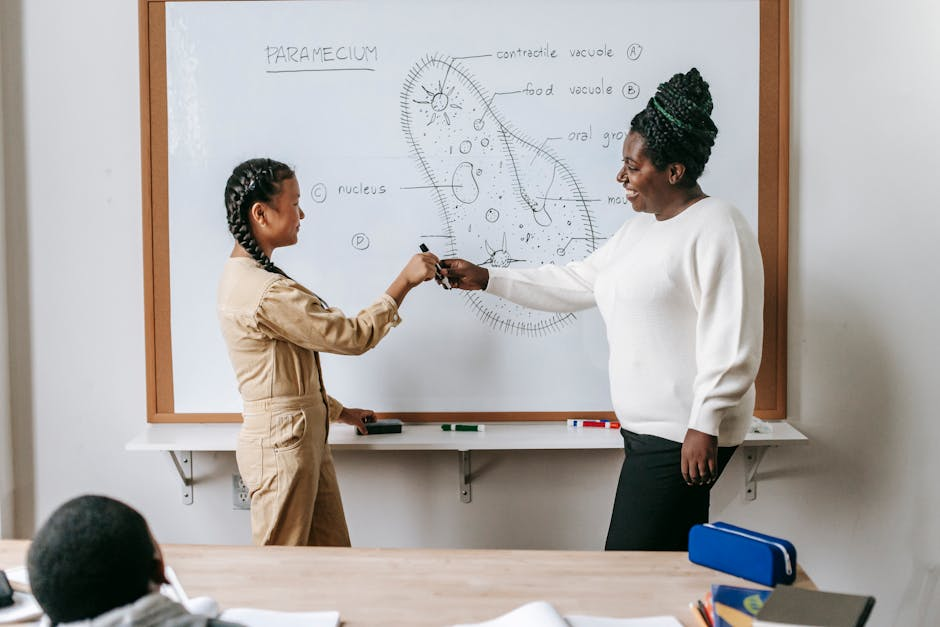 PARAMECIUM
contractile vacuole A
food vacuole B
oral
C nucleus
D